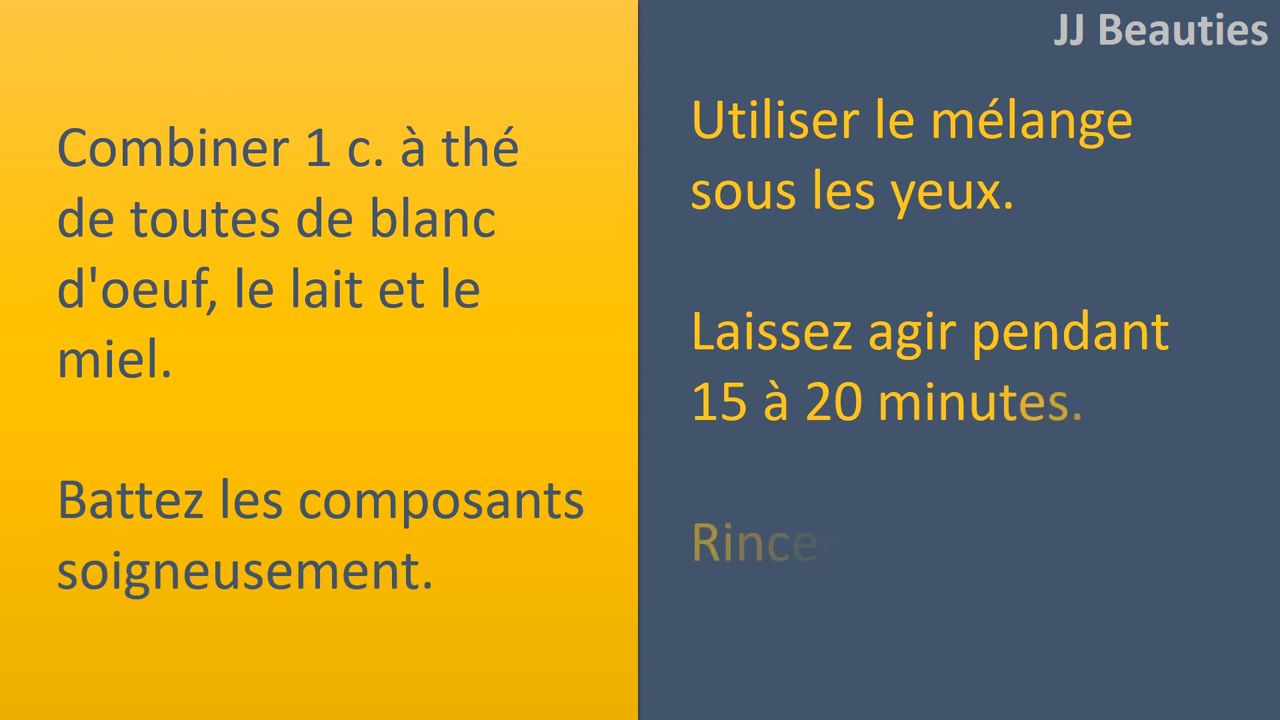 JJ Beauties
Combiner 1 c. à thé
de toutes de blanc
d'oeuf, le lait et le
miel.
Battez les composants
soigneusement.
Utiliser le mélange
sous les yeux.
Laissez agir pendant
15 à 20 minutes.
Rince